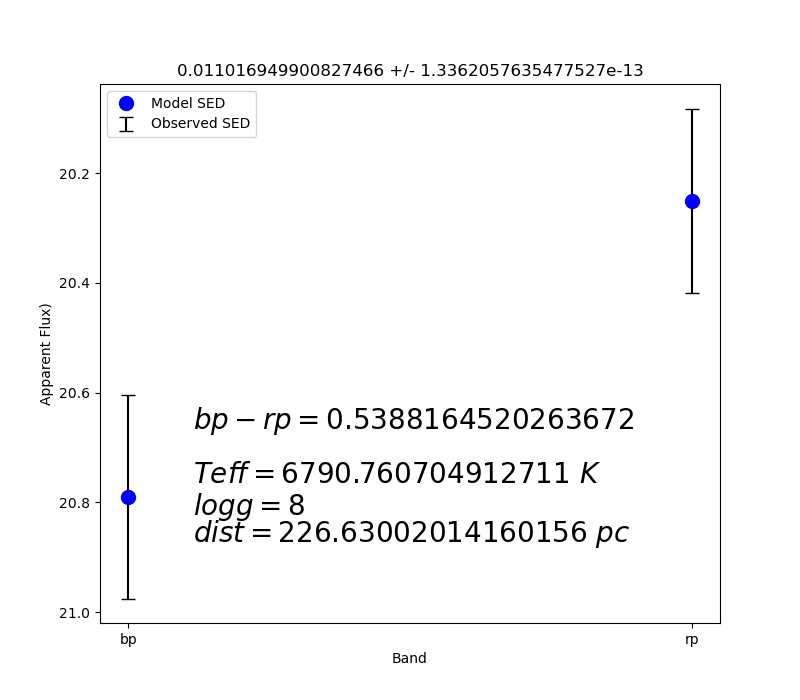 0.011016949900827466 +/- 1.3362057635477527e-13
Model SED
Observed SED
20.2
20.4
20.6
20.8
21.0
Apparent Flux)
bp − rp = 0.5388164520263672
Teff = 6790.760704912711 K
logg = 8
dist = 226.63002014160156 pc
bp
rp
Band